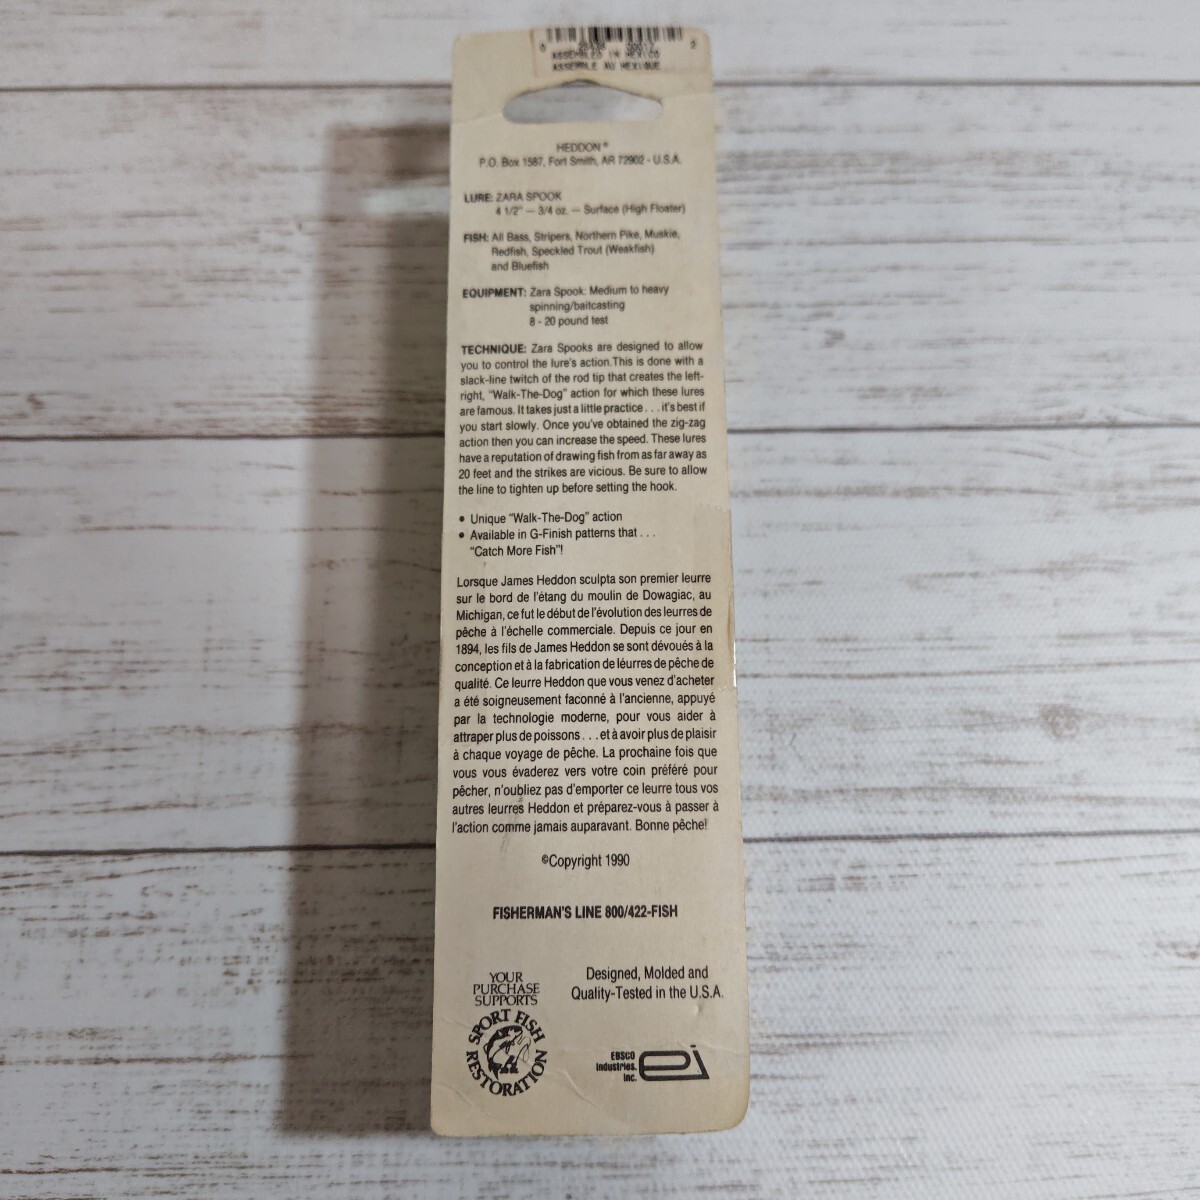 ASSEMBLED IN MEXICO
ASSEMBLE AU MEXIQUE
HEDDON®
P.O. Box 1587, Fort Smith, AR 72902 - U.S.A.
LURE: ZARA SPOOK
4 1/2" — 3/4 oz. — Surface (High Floater)
FISH: All Bass, Stripers, Northern Pike, Muskie,
Redfish, Speckled Trout (Weakfish)
and Bluefish
EQUIPMENT: Zara Spook: Medium to heavy
spinning/baitcasting
8 - 20 pound test
TECHNIQUE: Zara Spooks are designed to allow
you to control the lure's action.This is done with a
slack-line twitch of the rod tip that creates the left-
right, "Walk-The-Dog" action for which these lures
are famous. It takes just a little practice . . . it's best if
you start slowly. Once you've obtained the zig-zag
action then you can increase the speed. These lures
have a reputation of drawing fish from as far away as
20 feet and the strikes are vicious. Be sure to allow
the line to tighten up before setting the hook.
• Unique "Walk-The-Dog" action
• Available in G-Finish patterns that . . .
"Catch More Fish"!
Lorsque James Heddon sculpta son premier leurre
sur le bord de l'étang du moulin de Dowagiac, au
Michigan, ce fut le début de l'évolution des leurres de
pêche à l'échelle commerciale. Depuis ce jour en
1894, les fils de James Heddon se sont dévoués à la
conception et à la fabrication de léurres de pêche de
qualité. Ce leurre Heddon que vous venez d'acheter
a été soigneusement faconné à l'ancienne, appuyé
par la technologie moderne, pour vous aider à
attraper plus de poissons . . . et à avoir plus de plaisir
à chaque voyage de pêche. La prochaine fois que
vous vous évaderez vers votre coin préféré pour
pêcher, n'oubliez pas d'emporter ce leurre tous vos
autres leurres Heddon et préparez-vous à passer à
l'action comme jamais auparavant. Bonne pêche!
©Copyright 1990
FISHERMAN'S LINE 800/422-FISH
YOUR
PURCHASE
SUPPORTS
SPORT FISH
RESTORATION
Designed, Molded and
Quality-Tested in the U.S.A.
EBSCO
Industries,
Inc.
ei